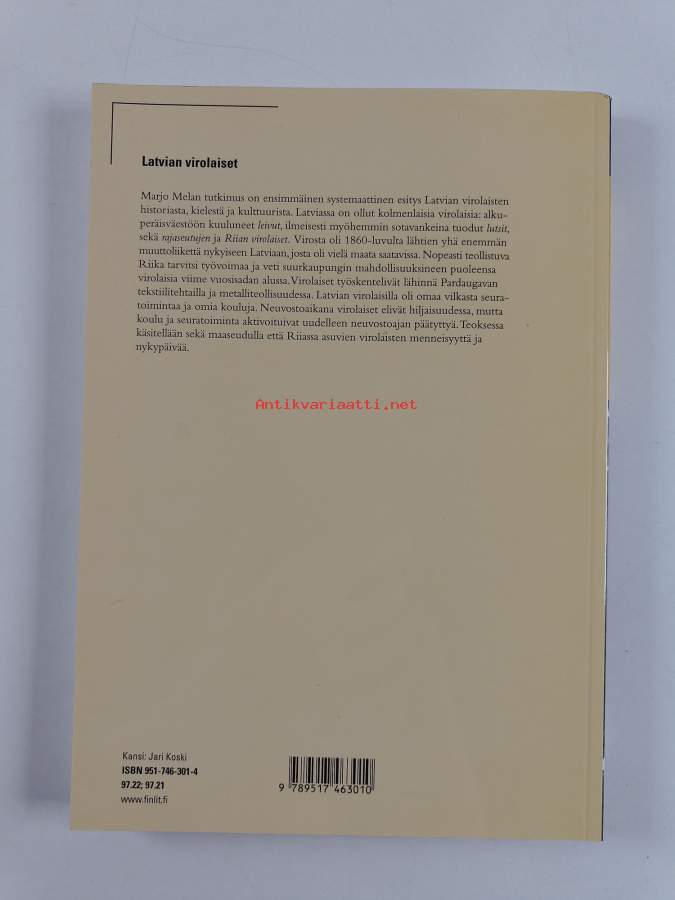 Latvian virolaiset
Marjo Melan tutkimus on ensimmäinen systemaattinen esitys Latvian virolaisten
historiasta, kielestä ja kulttuurista. Latviassa on ollut kolmenlaisia virolaisia: alku-
peräisväestöön kuuluneet leivut, ilmeisesti myöhemmin sotavankeina tuodut lutsit,
sekä rajaseutujen ja Riian virolaiset. Virosta oli 1860-luvulta lähtien yhä enemmän
muuttoliikettä nykyiseen Latviaan, josta oli vielä maata saatavissa. Nopeasti teollistuva
Riika tarvitsi työvoimaa ja veti suurkaupungin mahdollisuuksineen puoleensa
virolaisia viime vuosisadan alussa. Virolaiset työskentelivät lähinnä Pardaugavan
tekstiilitehtailla ja metalliteollisuudessa. Latvian virolaisilla oli omaa vilkasta seura-
toimintaa ja omia kouluja. Neuvostoaikana virolaiset elivät hiljaisuudessa, mutta
koulu ja seuratoiminta aktivoituivat uudelleen neuvostoajan päätyttyä. Teoksessa
käsitellään sekä maaseudulla että Riiassa asuvien virolaisten menneisyyttä ja
nykypäivää.
Antikvariaatti.net
Kansi: Jari Koski
ISBN 951-746-301-4
97.22; 97.21
www.finlit.fi
9 789517 463010